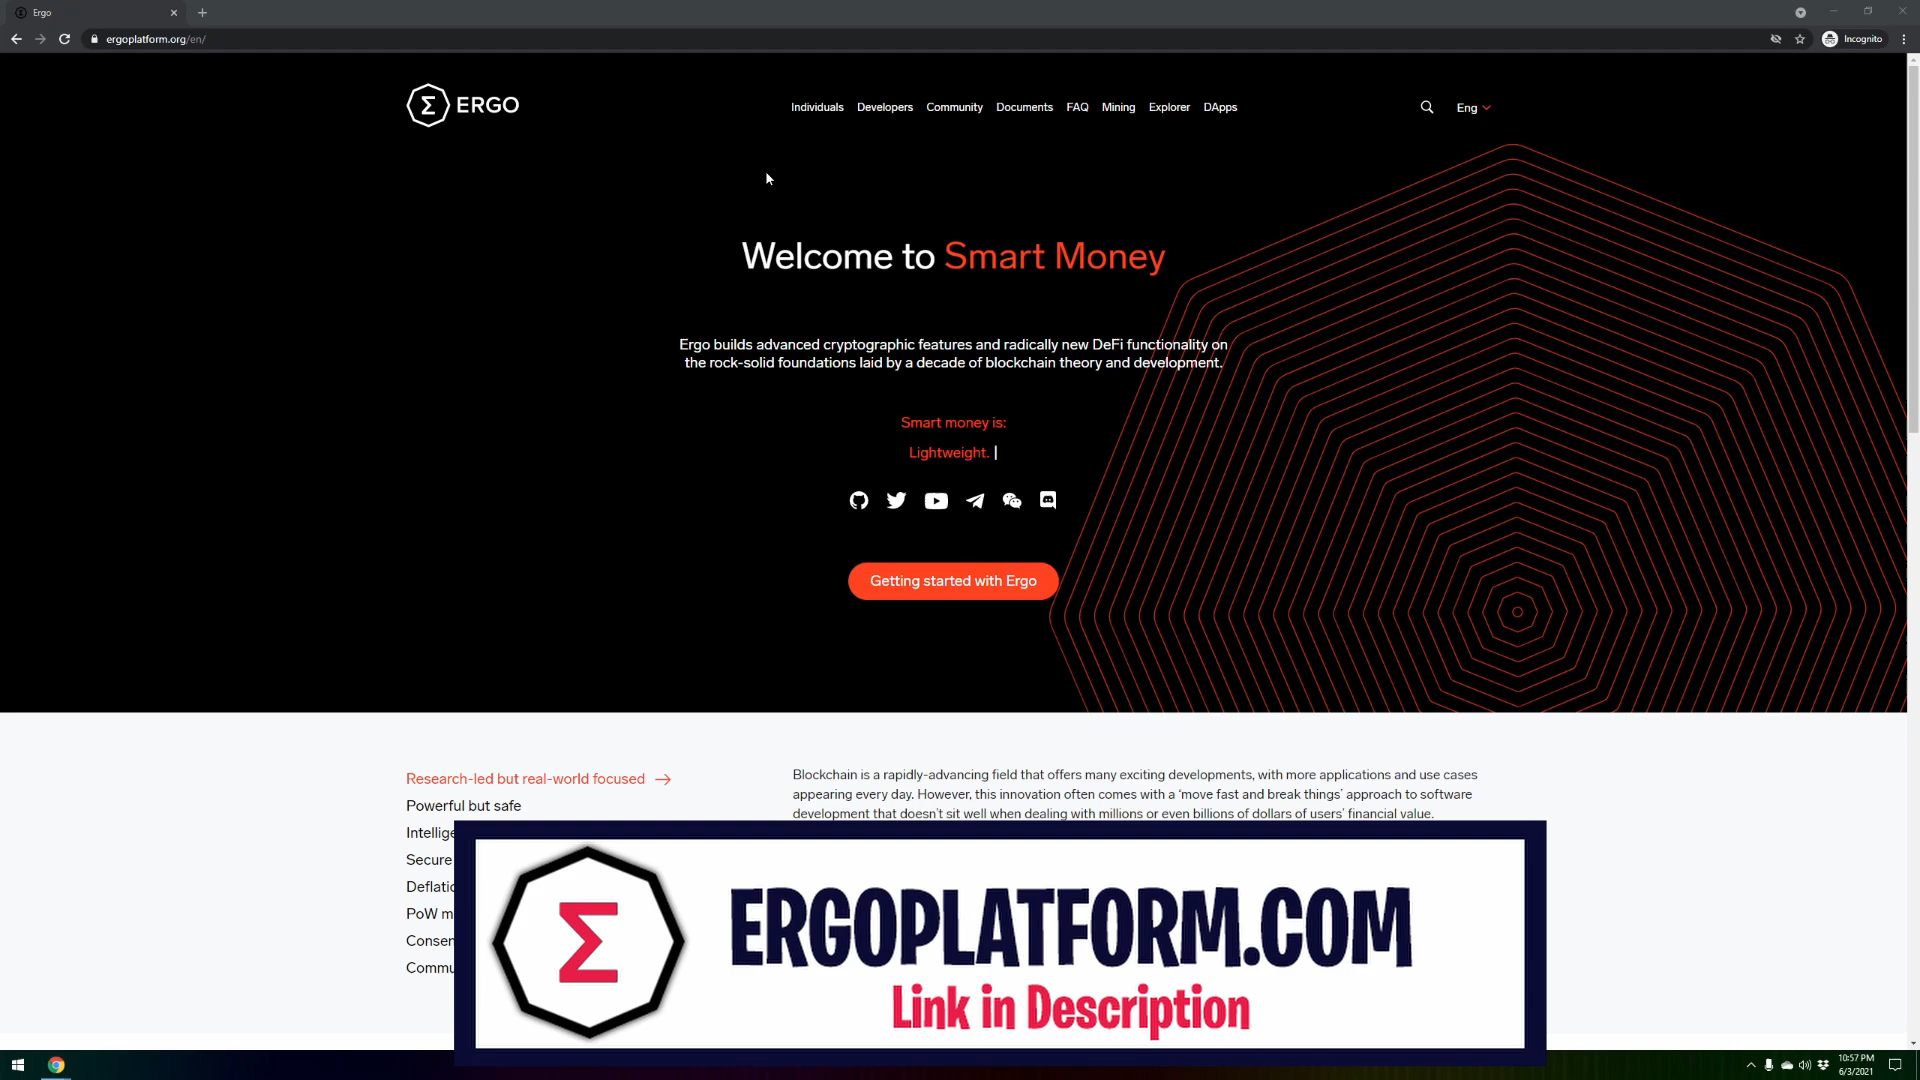 Ergo
ergoplatform.org/en/
Incognito
ERGO
Individuals Developers Community Documents FAQ Mining Explorer DApps
Eng
Welcome to Smart Money
Ergo builds advanced cryptographic features and radically new DeFi functionality on
the rock-solid foundations laid by a decade of blockchain theory and development.
Smart money is:
Lightweight. |
Getting started with Ergo
Research-led but real-world focused
Powerful but safe
Intellige
Secure
Deflatio
PoW m
Consen
Commu
Blockchain is a rapidly-advancing field that offers many exciting developments, with more applications and use cases
appearing every day. However, this innovation often comes with a ‘move fast and break things’ approach to software
development that doesn’t sit well when dealing with millions or even billions of dollars of users’ financial value.
Σ
ERGOPLATFORM.COM
Link in Description
10:57 PM
6/3/2021